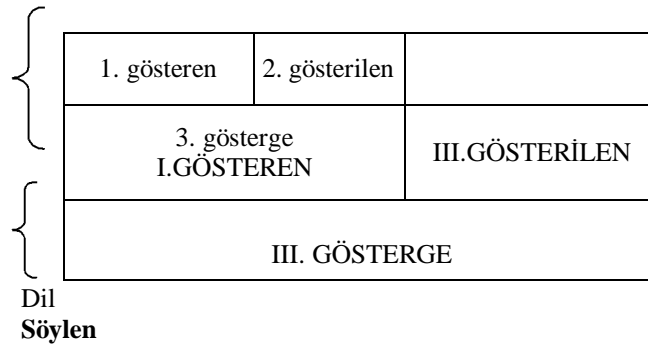 1. gösteren
2. gösterilen
3. gösterge
I.GÖSTEREN
III.GÖSTERİLEN
III. GÖSTERGE
Dil
Söylen